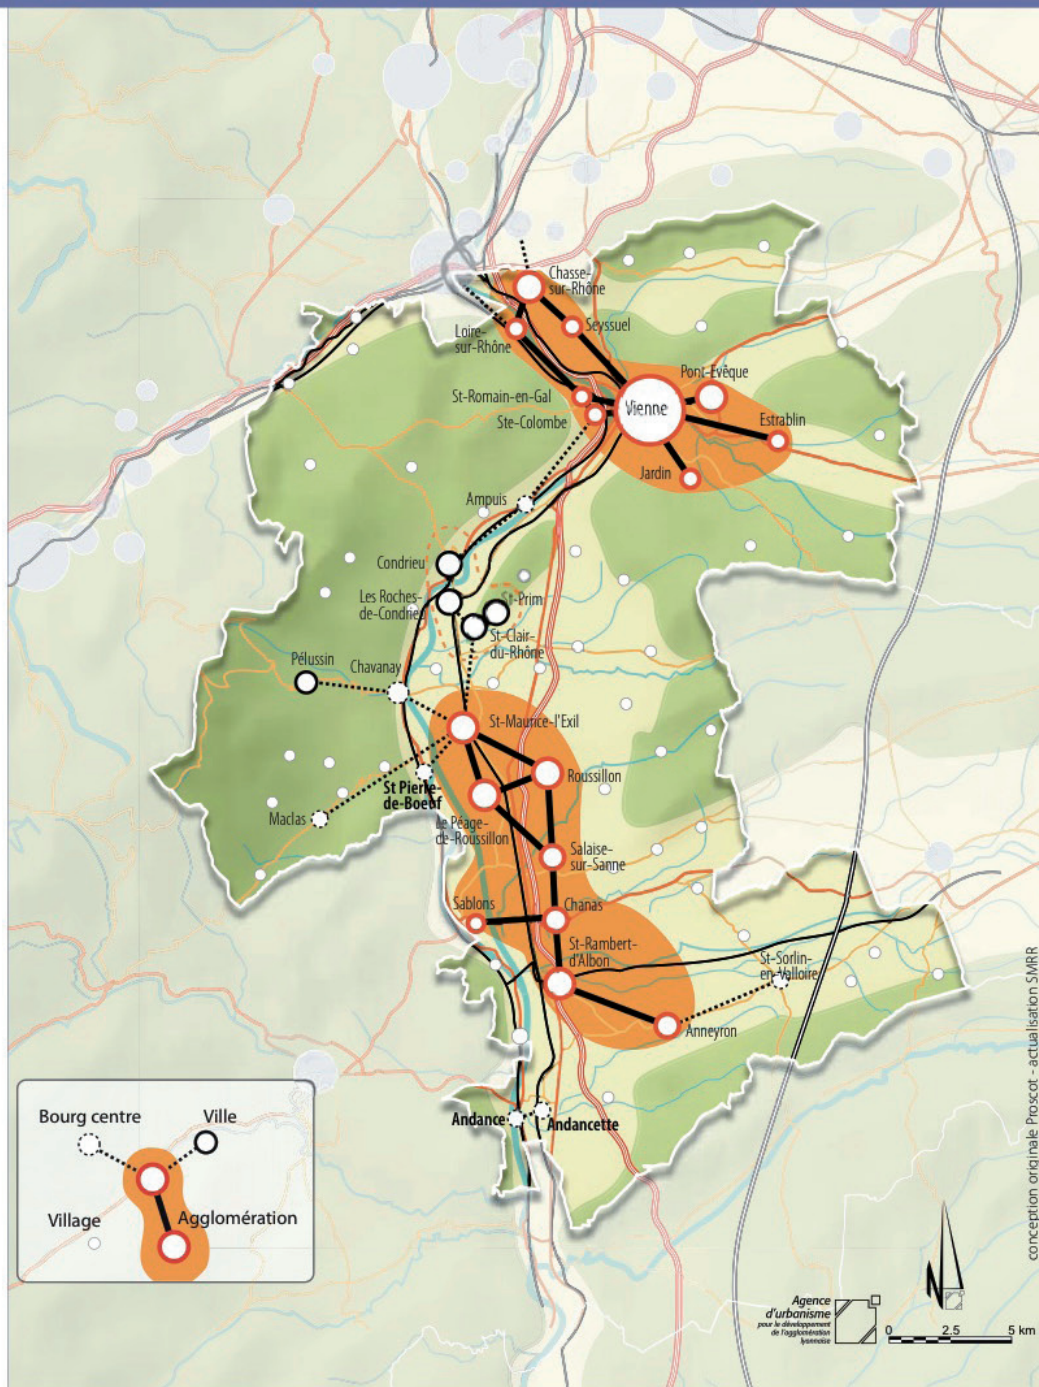 Chasse-
sur-Rhône
Loire-
sur-Rhône
Seyssuel
St-Romain-en-Gal
Ste-Colombe
Vienne
Pont-Evêque
Estrablin
Jardin
Ampuis
Condrieu
Les Roches-
de-Condrieu
St-Prim
St-Clair-
du-Rhône
Pélussin
Chavanay
St-Maurice-l'Exil
St Pierre-
de-Boeuf
Roussillon
Maclas
Le Péage-
de-Roussillon
Salaise-
sur-Sanne
Sablons
Chanas
St-Rambert-
d'Albon
St-Sorlin-
en-Valloire
Anneyron
Andance
Andancette
Bourg centre
Ville
Village
Agglomération
conception originale Proscot - actualisation SMRR
N
Agence
d'urbanisme
pour le développement
de l'agglomération
lyonnaise
0 2.5 5 km